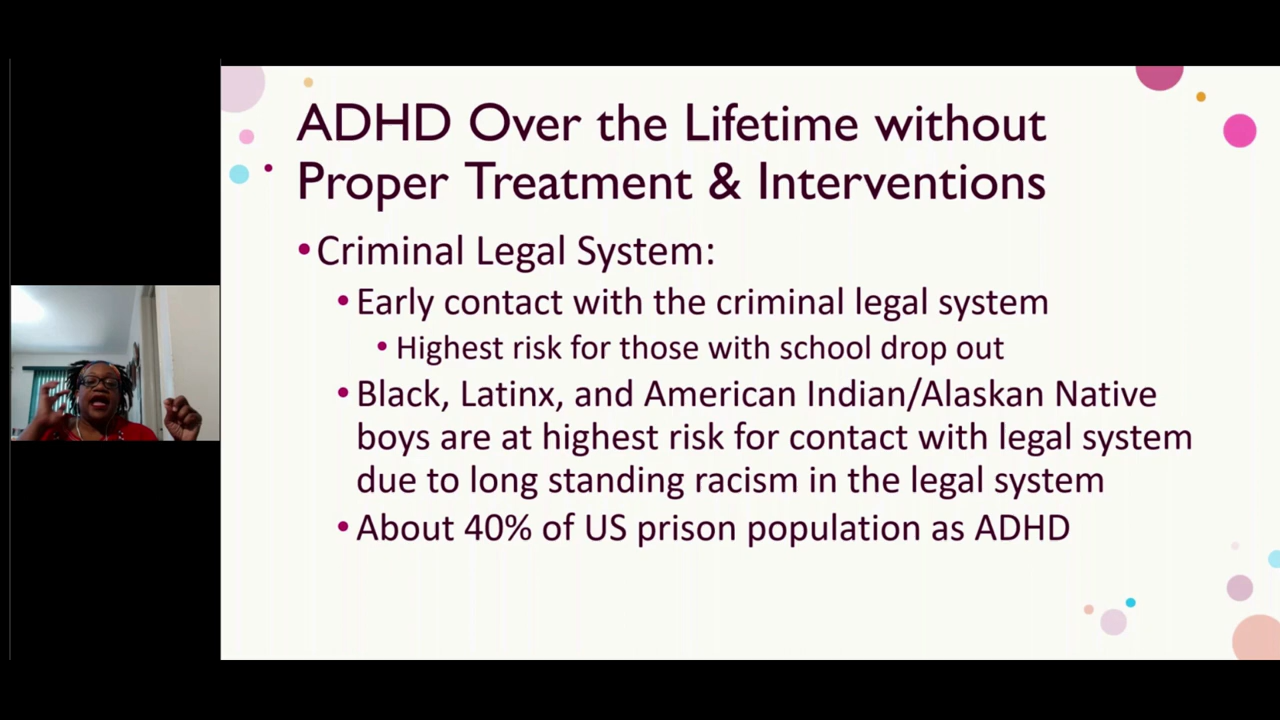 ADHD Over the Lifetime without
Proper Treatment & Interventions
•Criminal Legal System:
•Early contact with the criminal legal system
•Highest risk for those with school drop out
•Black, Latinx, and American Indian/Alaskan Native
boys are at highest risk for contact with legal system
due to long standing racism in the legal system
•About 40% of US prison population as ADHD